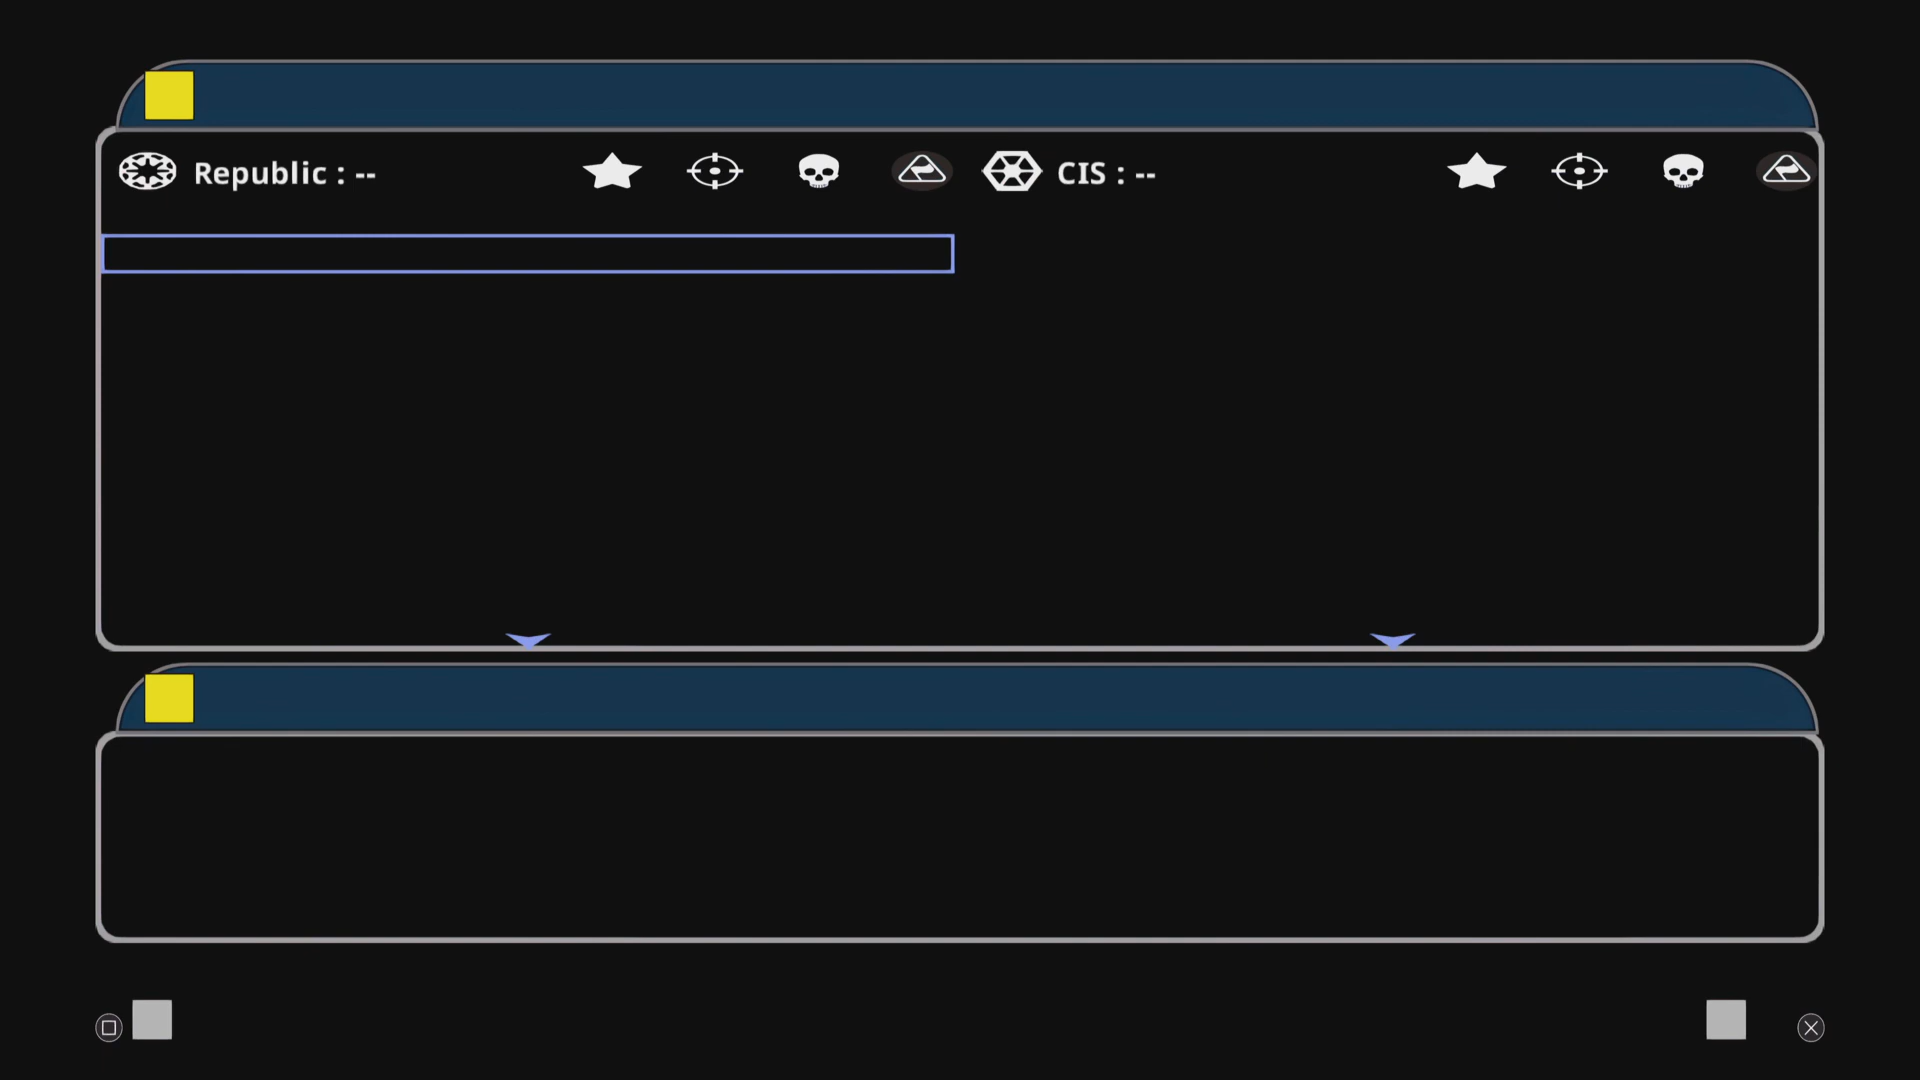 Republic : --
CIS : --